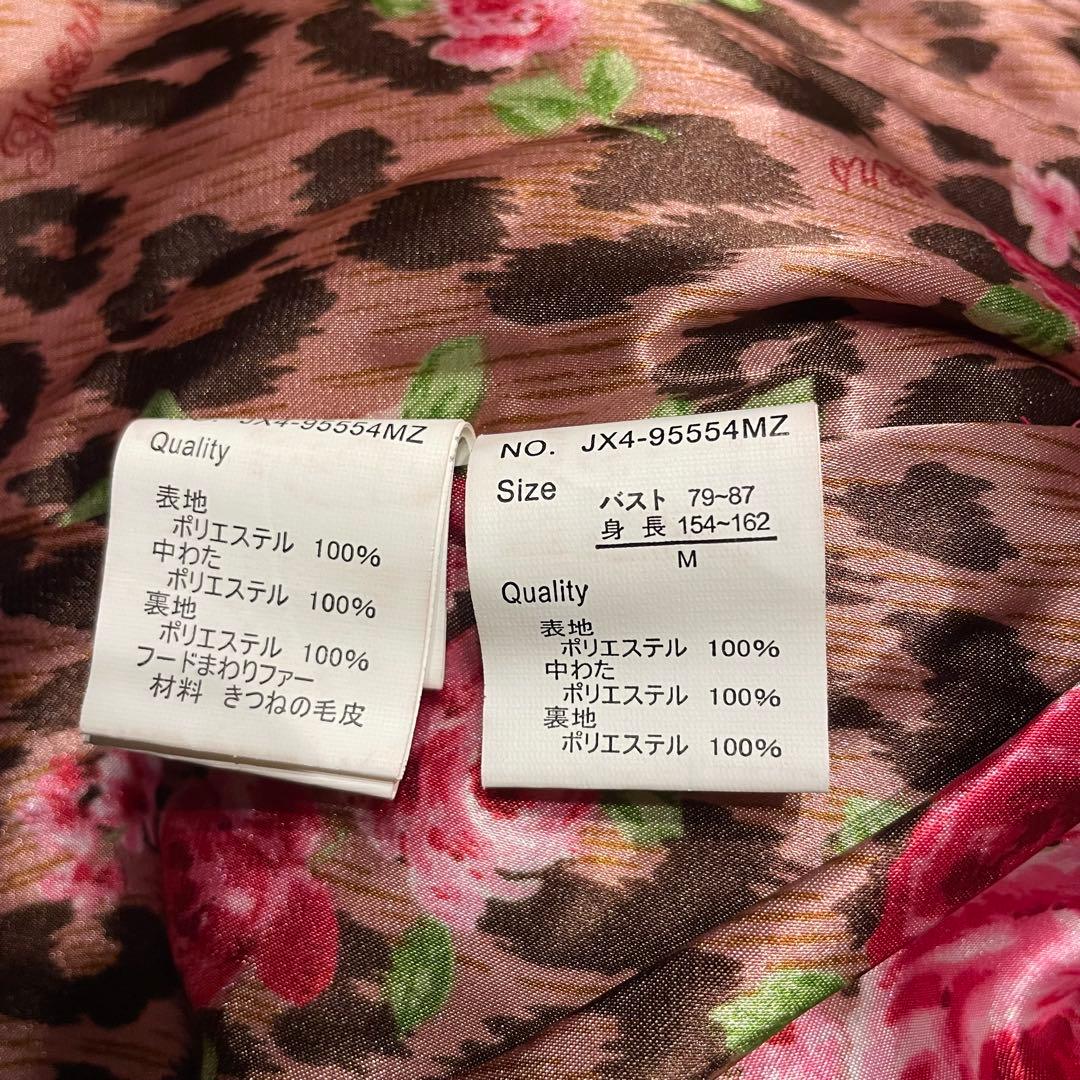 NO. JX4-95554MZ
Quality
表地
ポリエステル 100%
中わた
ポリエステル 100%
裏地
ポリエステル 100%
フードまわりファー
材料 きつねの毛皮
NO. JX4-95554MZ
Size
バスト 79~87
身 長 154~162
M
Quality
表地
ポリエステル 100%
中わた
ポリエステル 100%
裏地
ポリエステル 100%